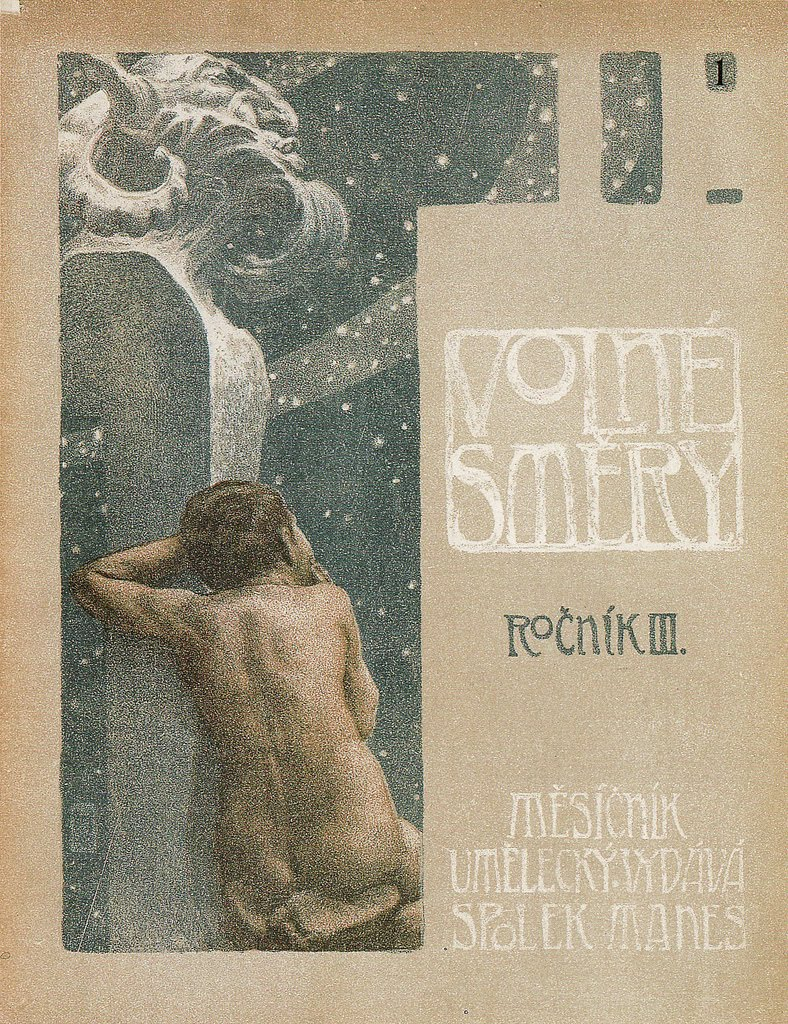 1
VOLNÉ
SMĚRY
ROČNÍK III.
MĚSÍČNÍK
UMĚLECKÝ. VYDÁVÁ
SPOLEK MANES